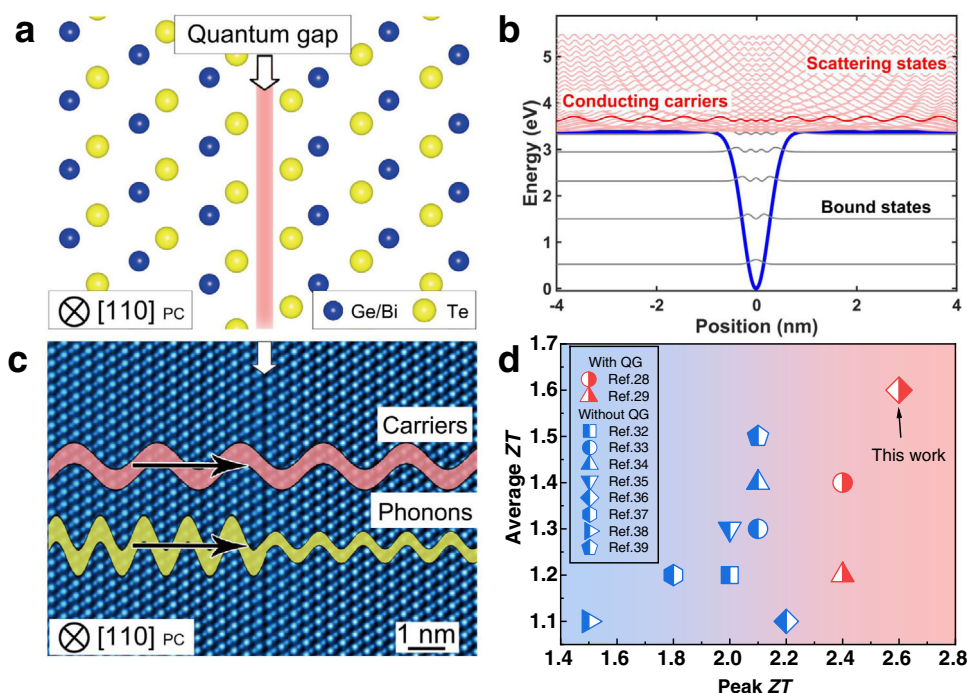 a
Quantum gap
[110] PC
Ge/Bi
Te
b
Energy (eV)
5
4
3
2
1
0
Scattering states
Conducting carriers
Bound states
-4
-2
0
2
4
Position (nm)
c
Carriers
Phonons
[110] PC
1 nm
d
Average ZT
1.7
1.6
1.5
1.4
1.3
1.2
1.1
With QG
Ref.28
Ref.29
Without QG
Ref.32
Ref.33
Ref.34
Ref.35
Ref.36
Ref.37
Ref.38
Ref.39
This work
1.4 1.6 1.8 2.0 2.2 2.4 2.6 2.8
Peak ZT